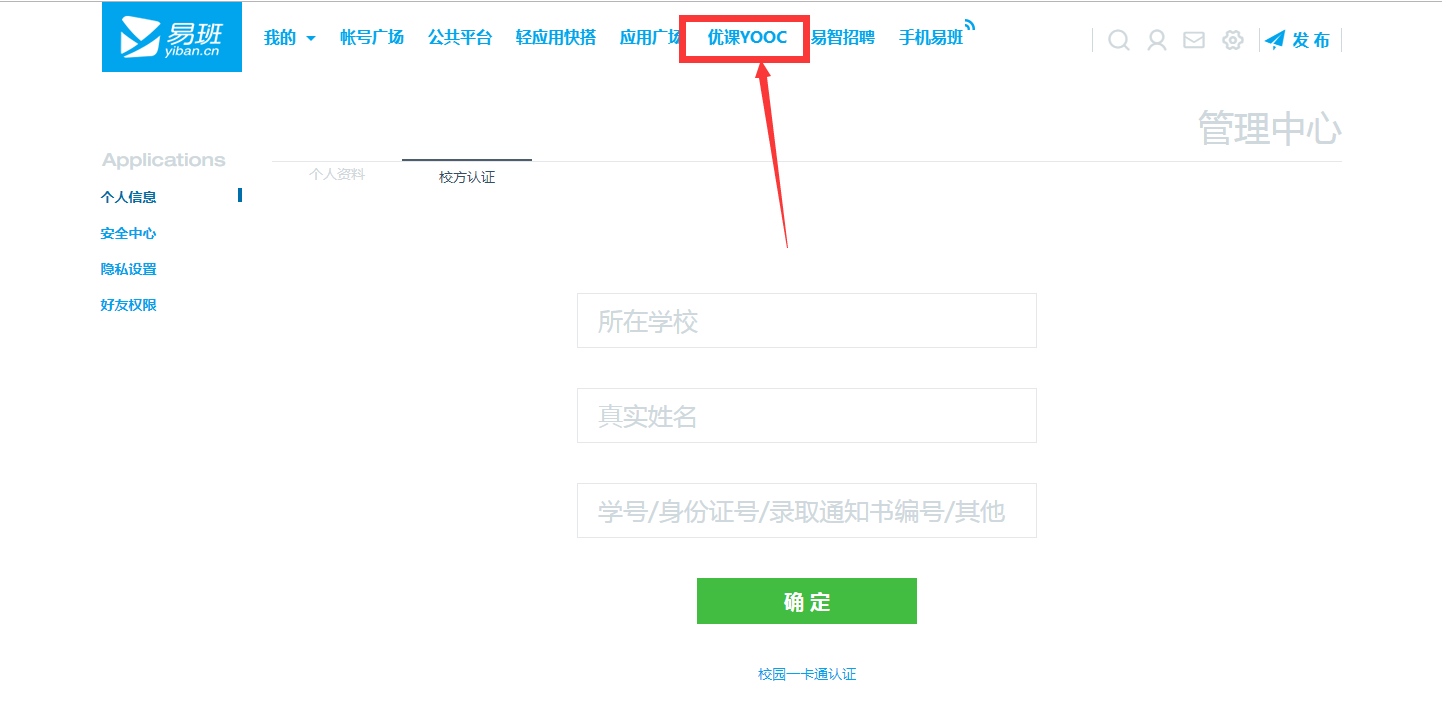 易班
yiban.cn
我的 帐号广场 公共平台 轻应用快搭 应用广场 优课YOOC 易智招聘 手机易班 发布
管理中心
Applications
个人资料 校方认证
个人信息
安全中心
隐私设置
好友权限
所在学校
真实姓名
学号/身份证号/录取通知书编号/其他
确定
校园一卡通认证